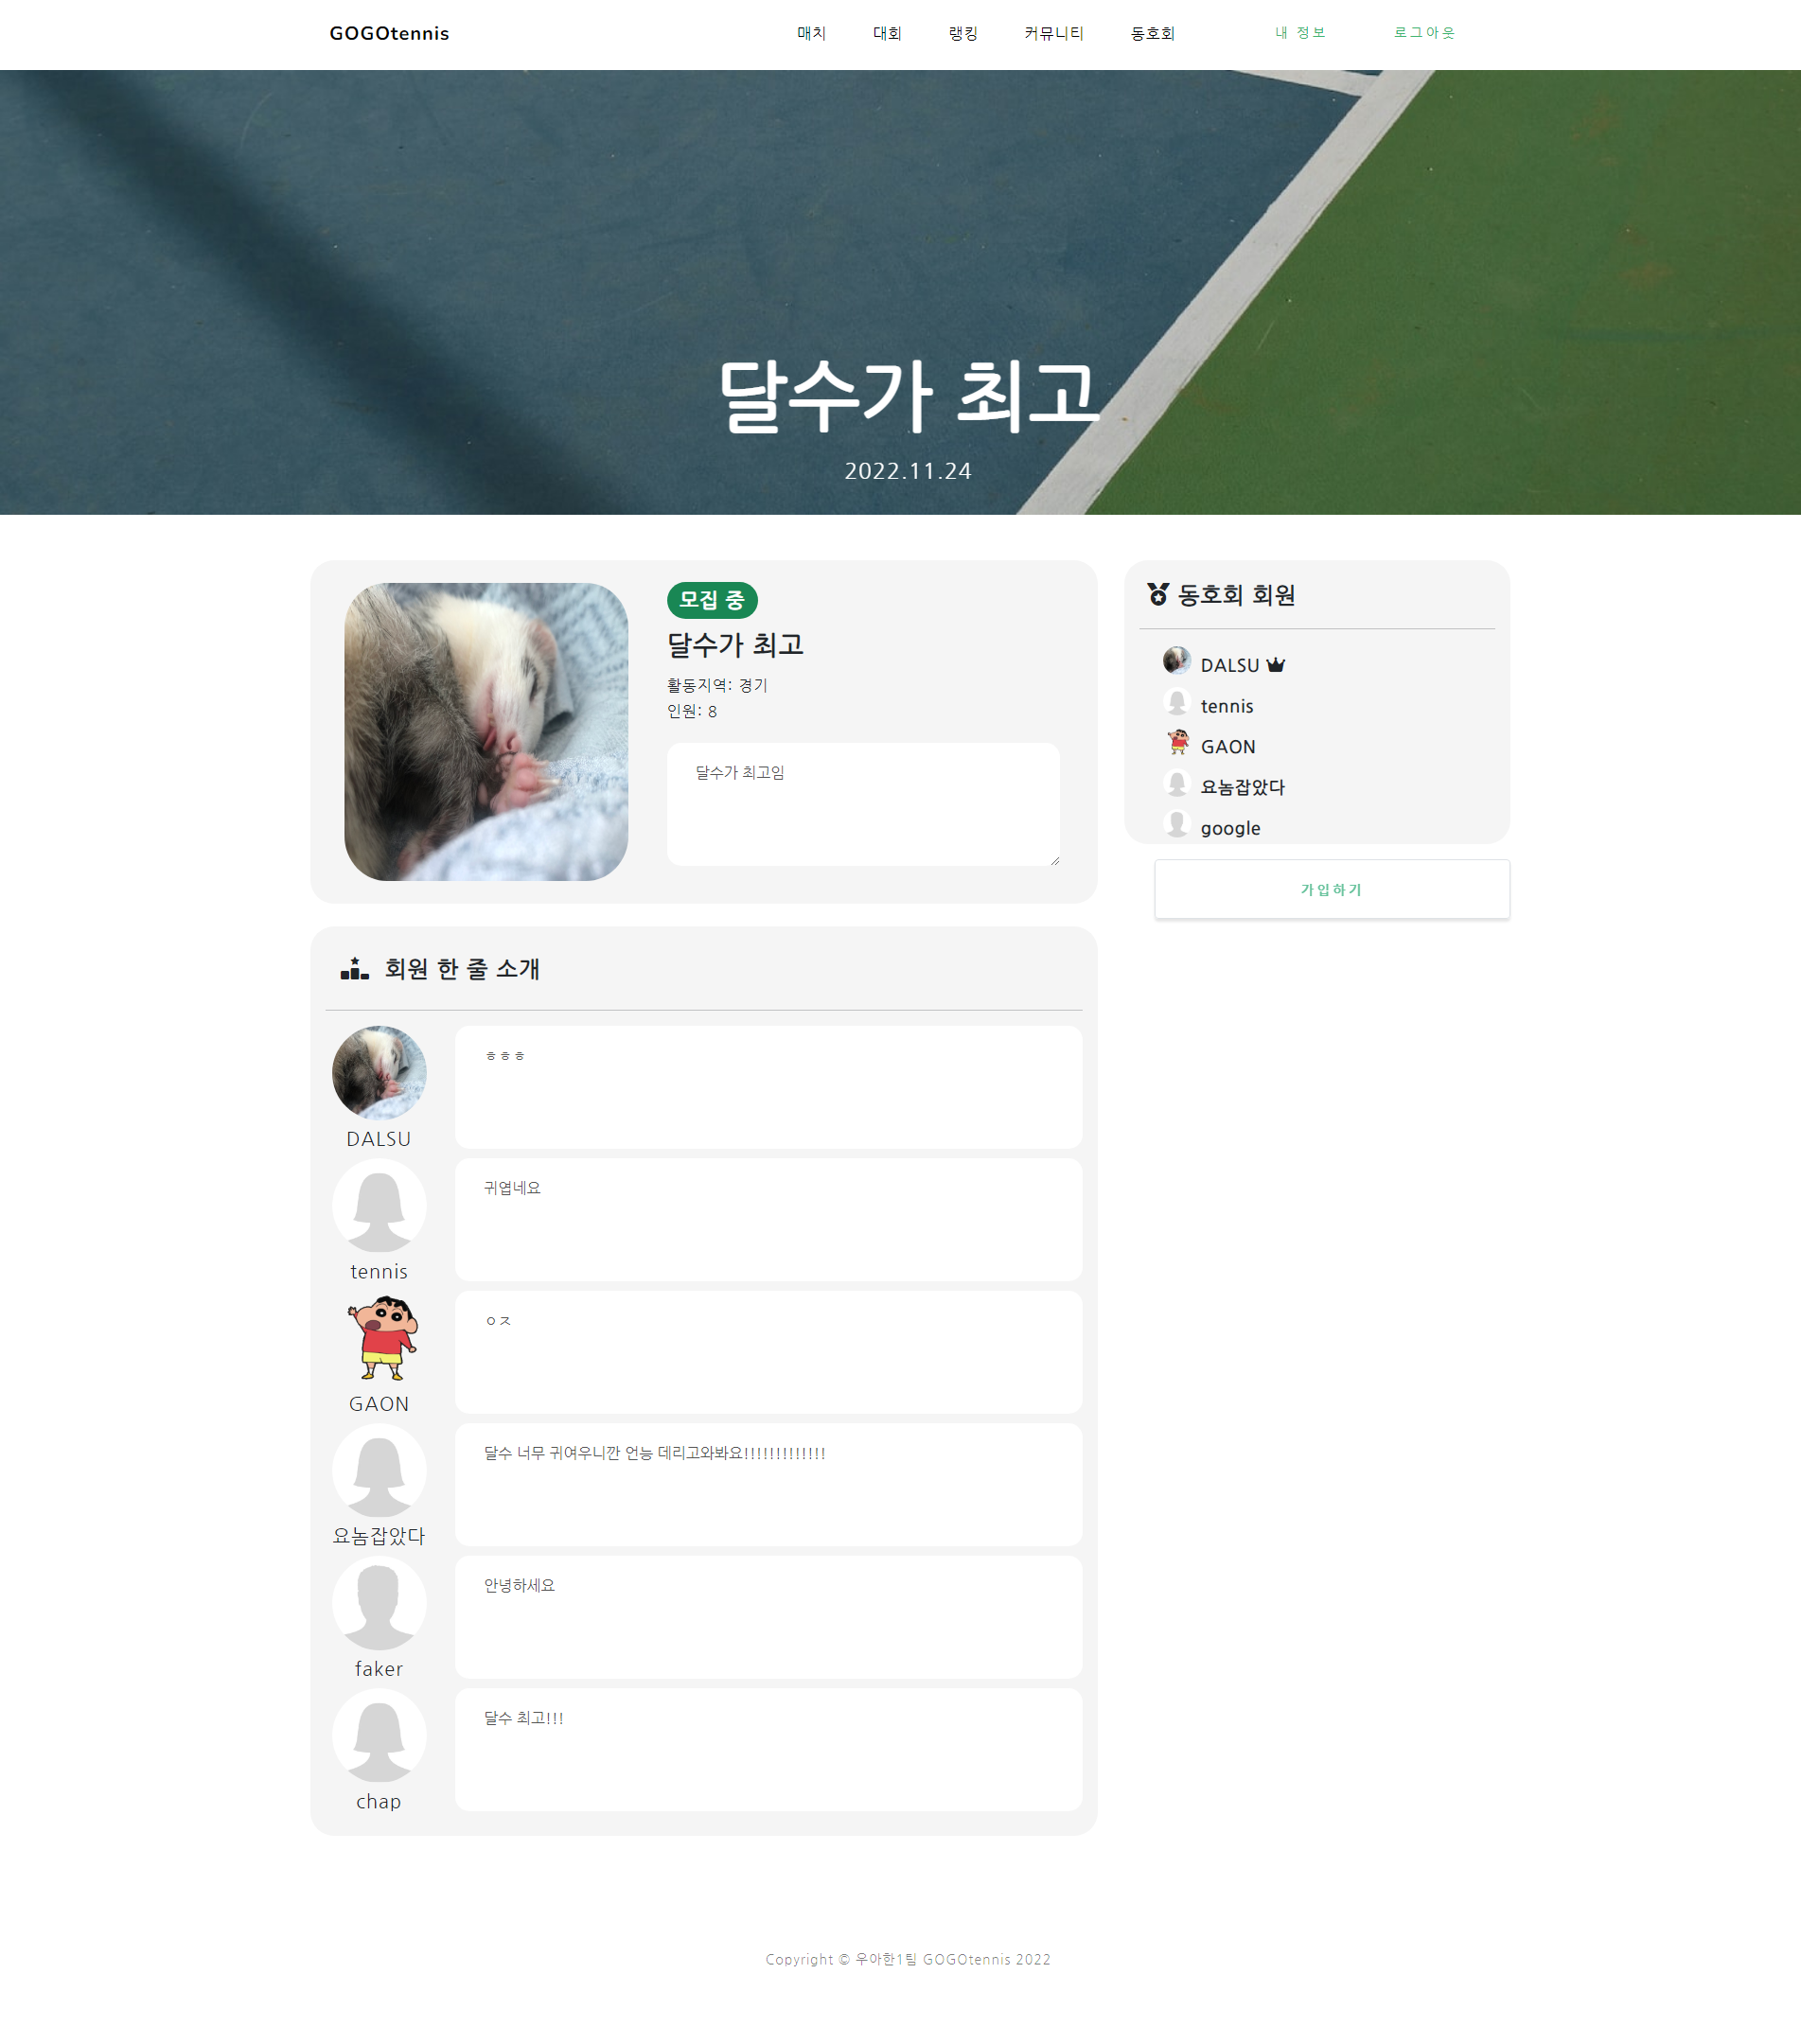 GOGOtennis
매치 대회 랭킹 커뮤니티 동호회 내 정보 로그아웃
달수가 최고
2022.11.24
모집 중
달수가 최고
활동지역: 경기
인원: 8
달수가 최고임
동호회 회원
DALSU
tennis
GAON
요놈잡았다
google
가입하기
회원 한 줄 소개
ㅎㅎㅎ
DALSU
귀엽네요
tennis
ㅇㅈ
GAON
달수 너무 귀여우니깐 언능 데리고와봐요!!!!!!!!!!!!!
요놈잡았다
안녕하세요
faker
달수 최고!!!
chap
Copyright © 우아한1팀 GOGOtennis 2022